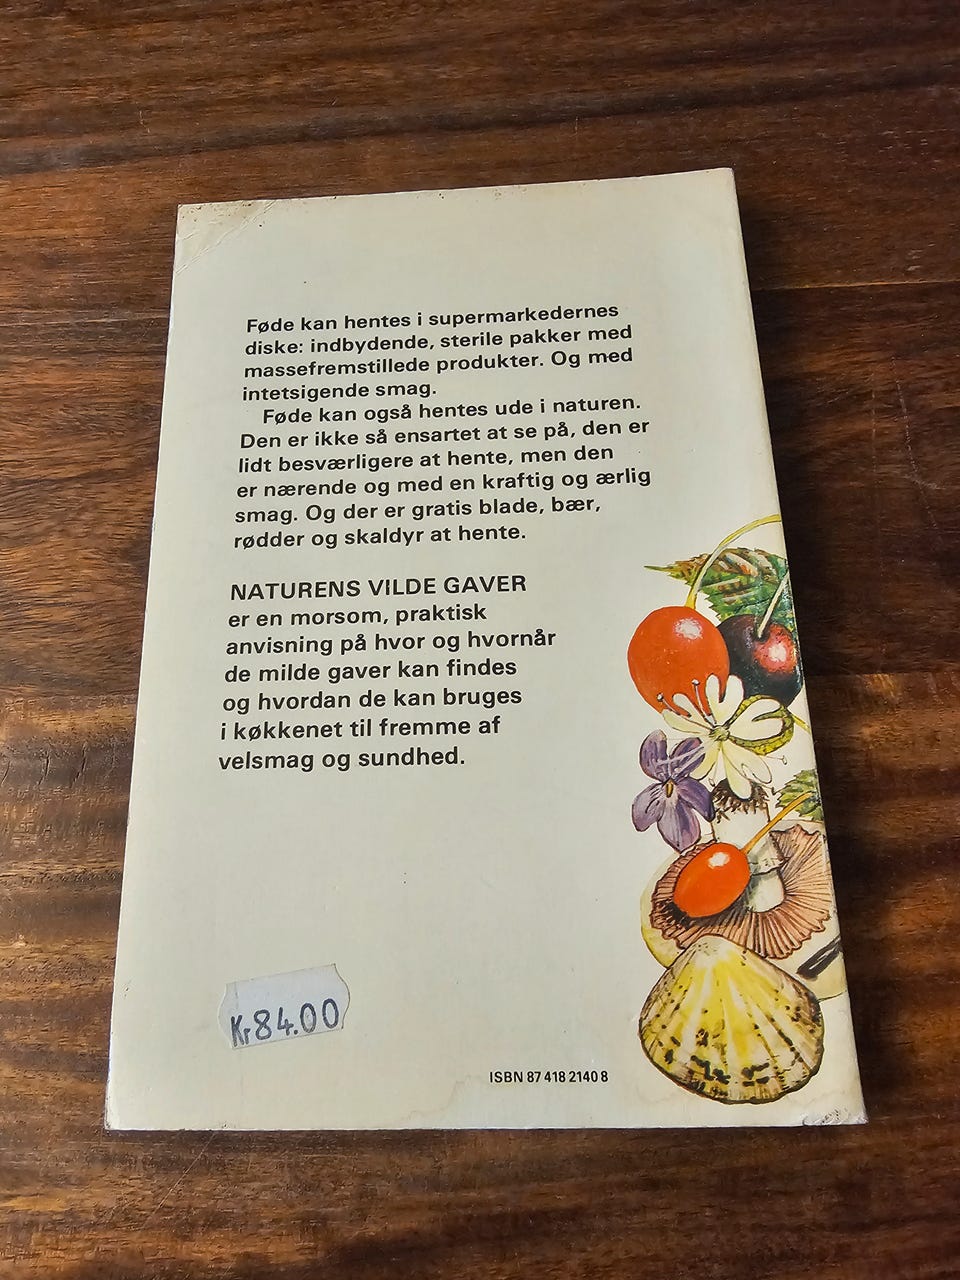 Føde kan hentes i supermarkedernes
diske: indbydende, sterile pakker med
massefremstillede produkter. Og med
intetsigende smag.
Føde kan også hentes ude i naturen.
Den er ikke så ensartet at se på, den er
lidt besværligere at hente, men den
er nærende og med en kraftig og ærlig
smag. Og der er gratis blade, bær,
rødder og skaldyr at hente.
NATURENS VILDE GAVER
er en morsom, praktisk
anvisning på hvor og hvornår
de milde gaver kan findes
og hvordan de kan bruges
i køkkenet til fremme af
velsmag og sundhed.
Kr 84.00
ISBN 87 418 2140 8